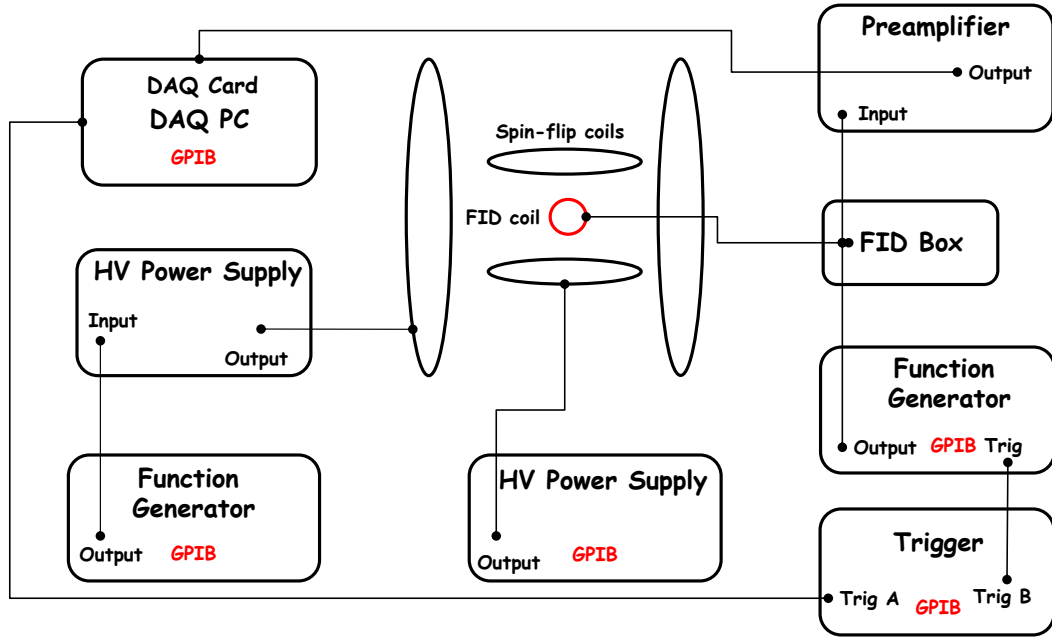 DAQ Card
DAQ PC
GPIB
Preamplifier
Output
Input
Spin-flip coils
FID coil
FID Box
HV Power Supply
Input
Output
Function
Generator
Output GPIB Trig
Function
Generator
Output GPIB
HV Power Supply
Output GPIB
Trigger
Trig A GPIB Trig B